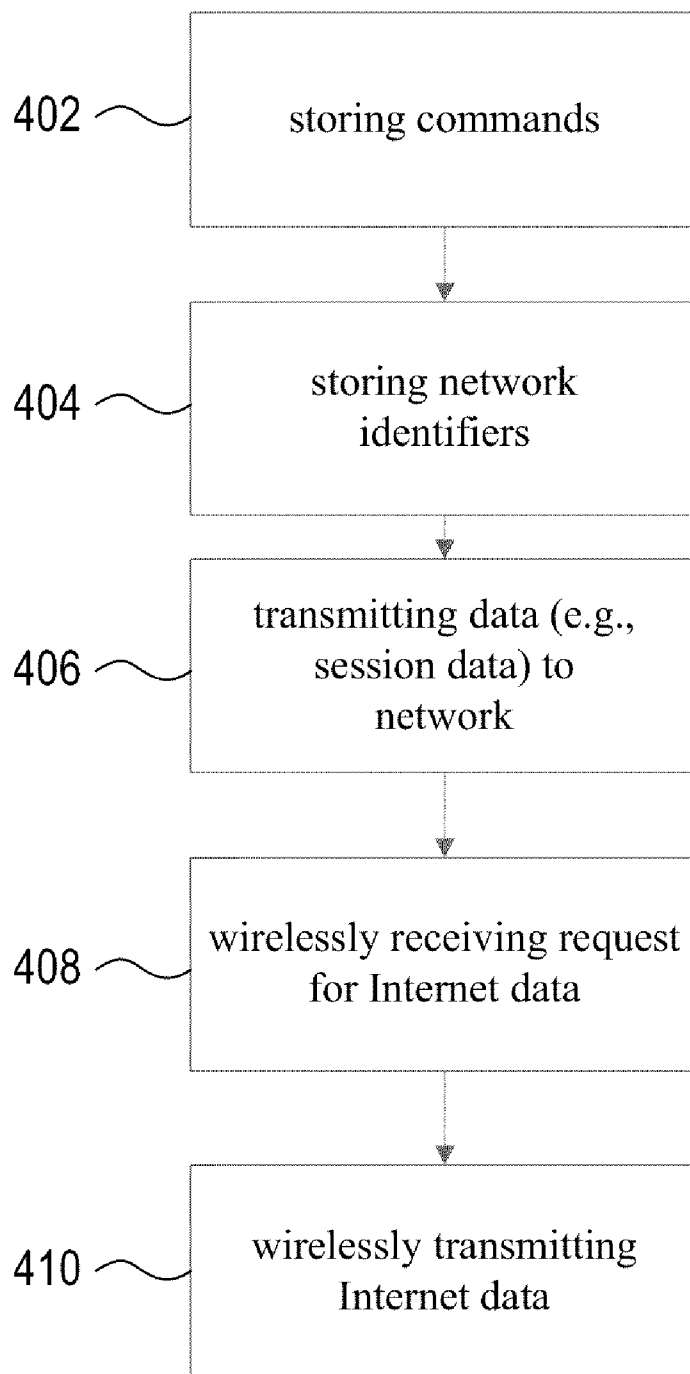 402
storing commands
404
storing network
identifiers
406
transmitting data (e.g.,
session data) to
network
408
wirelessly receiving request
for Internet data
410
wirelessly transmitting
Internet data